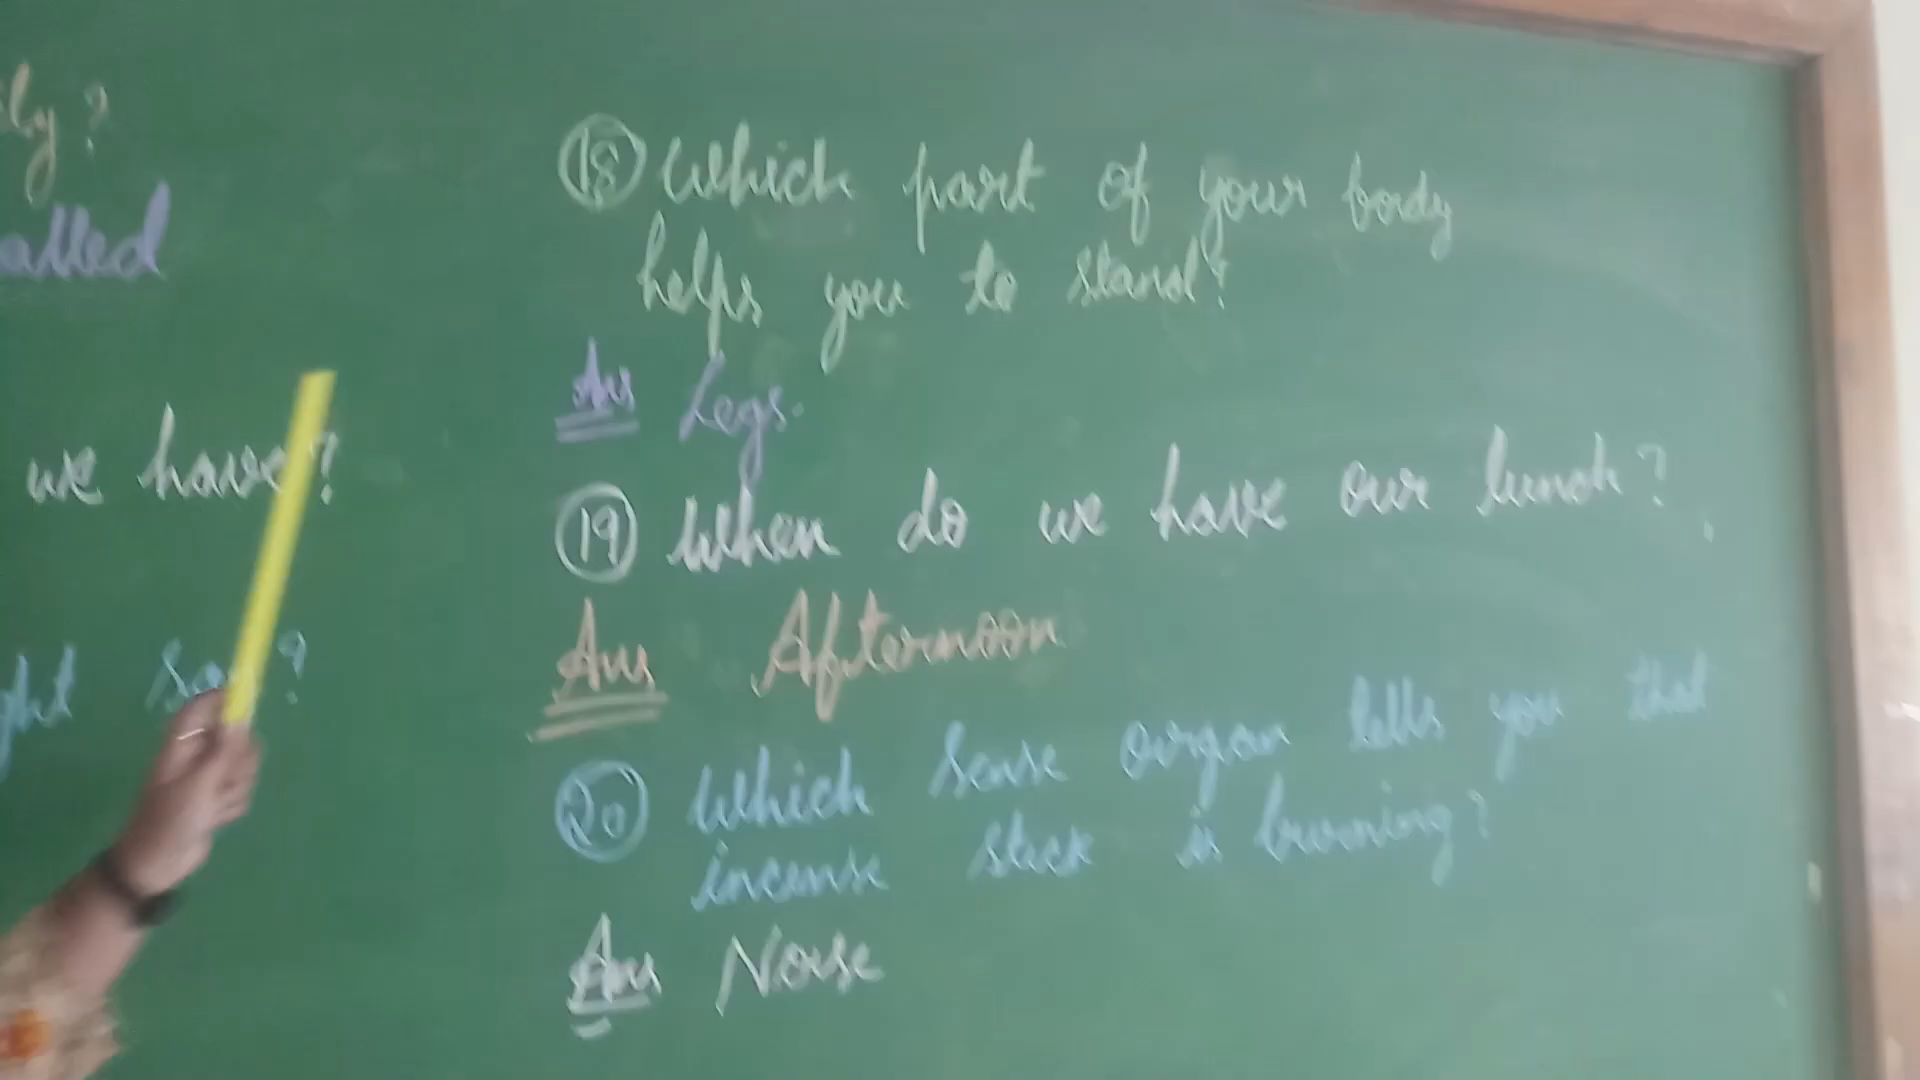 ly?
alled
we have?
ght
⑱ Which part of your body
helps you to stand?
Ans Legs.
⑲ When do we have our lunch?
Ans Afternoon
⑳ Which Sense organ tells you that
incense stick is burning?
Ans Nose